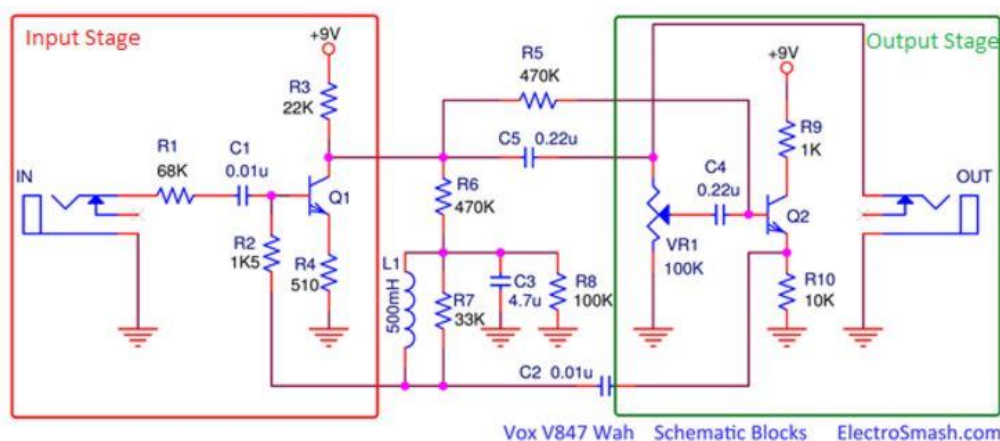 Input Stage
Output Stage
+9V
+9V
R5
470K
R3
22K
R9
1K
C5 0.22u
R1
68K
C1
0.01u
IN
Q1
R6
470K
C4
0.22u
Q2
OUT
R2
1K5
R4
510
VR1
100K
L1
500mH
C3
4.7u
R8
100K
R7
33K
R10
10K
C2 0.01u
Vox V847 Wah Schematic Blocks ElectroSmash.com